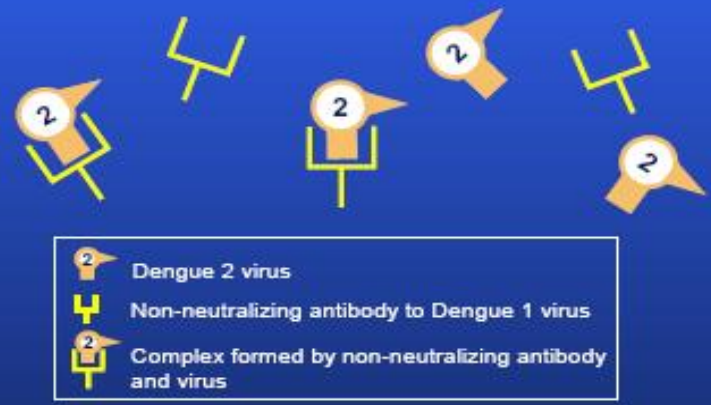 2
2
2
2
2 Dengue 2 virus
Non-neutralizing antibody to Dengue 1 virus
2 Complex formed by non-neutralizing antibody
and virus